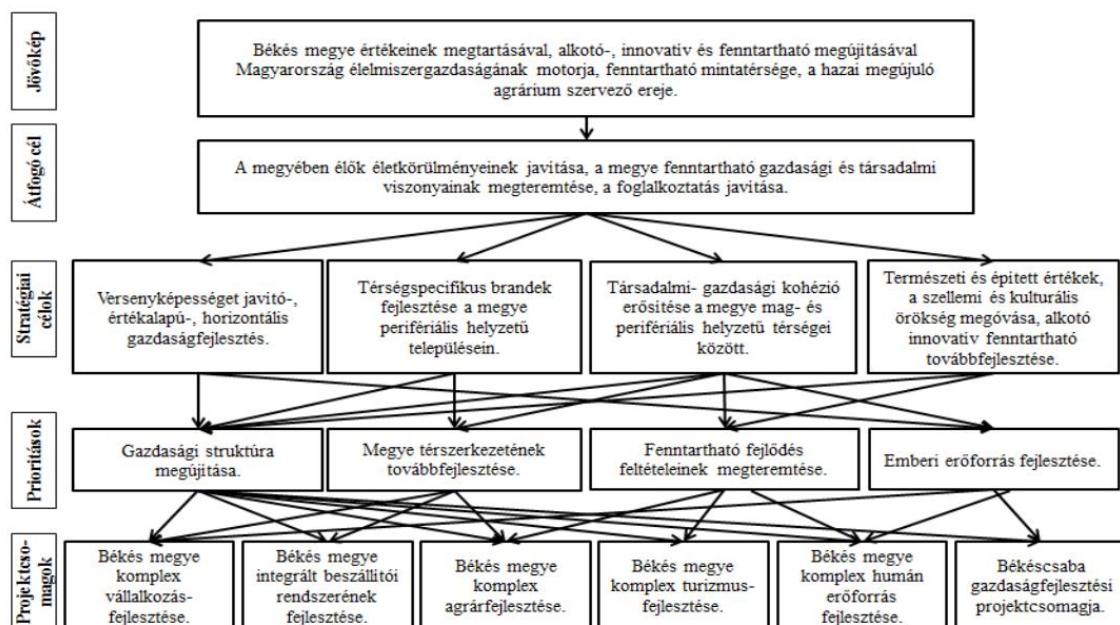 Jövőkép
Békés megye értékeinek megtartásával, alkotó-, innovatív és fenntartható megújításával
Magyarország élelmiszergazdaságának motorja, fenntartható mintatérsége, a hazai megújuló
agrárium szervező ereje.
Átfogó cél
A megyében élők életkörülményeinek javítása, a megye fenntartható gazdasági és társadalmi
viszonyainak megteremtése, a foglalkoztatás javítása.
Stratégiai
célok
Versenyképességet javító-,
értékalapú-, horizontális
gazdaságfejlesztés.
Térségspecifikus brandek
fejlesztése a megye
perifériális helyzetű
településein.
Társadalmi- gazdasági kohézió
erősítése a megye mag- és
perifériális helyzetű térségei
között.
Természeti és épített értékek,
a szellemi és kulturális
örökség megóvása, alkotó
innovatív fenntartható
továbbfejlesztése.
Prioritások
Gazdasági struktúra
megújítása.
Megye térszerkezetének
továbbfejlesztése.
Fenntartható fejlődés
feltételeinek megteremtése.
Emberi erőforrás fejlesztése.
Projektcso-
magok
Békés megye
komplex
vállalkozás-
fejlesztése.
Békés megye
integrált beszállítói
rendszerének
fejlesztése.
Békés megye
komplex
agrárfejlesztése.
Békés megye
komplex turizmus-
fejlesztése.
Békés megye
komplex humán
erőforrás
fejlesztése.
Békéscsaba
gazdaságfejlesztési
projektcsomagja.